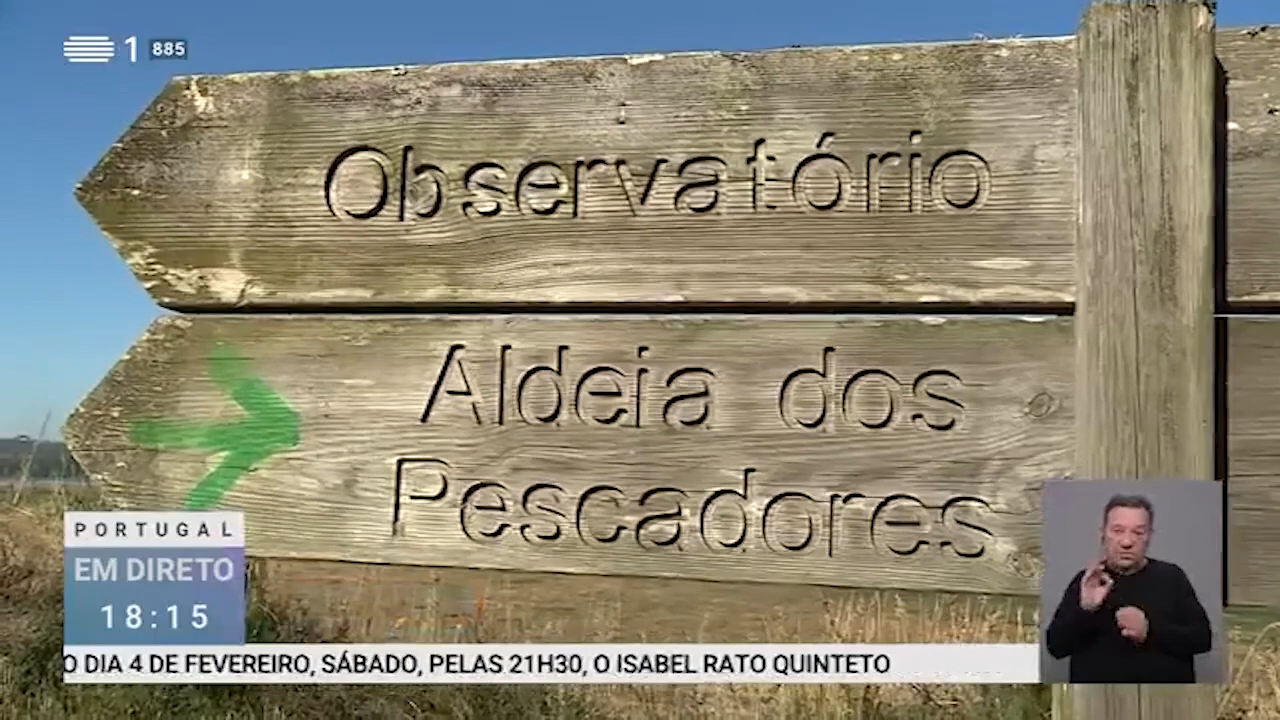 1 885
Observatório
Aldeia dos
Pescadores
PORTUGAL
EM DIRETO
18:15
O DIA 4 DE FEVEREIRO, SÁBADO, PELAS 21H30, O ISABEL RATO QUINTETO